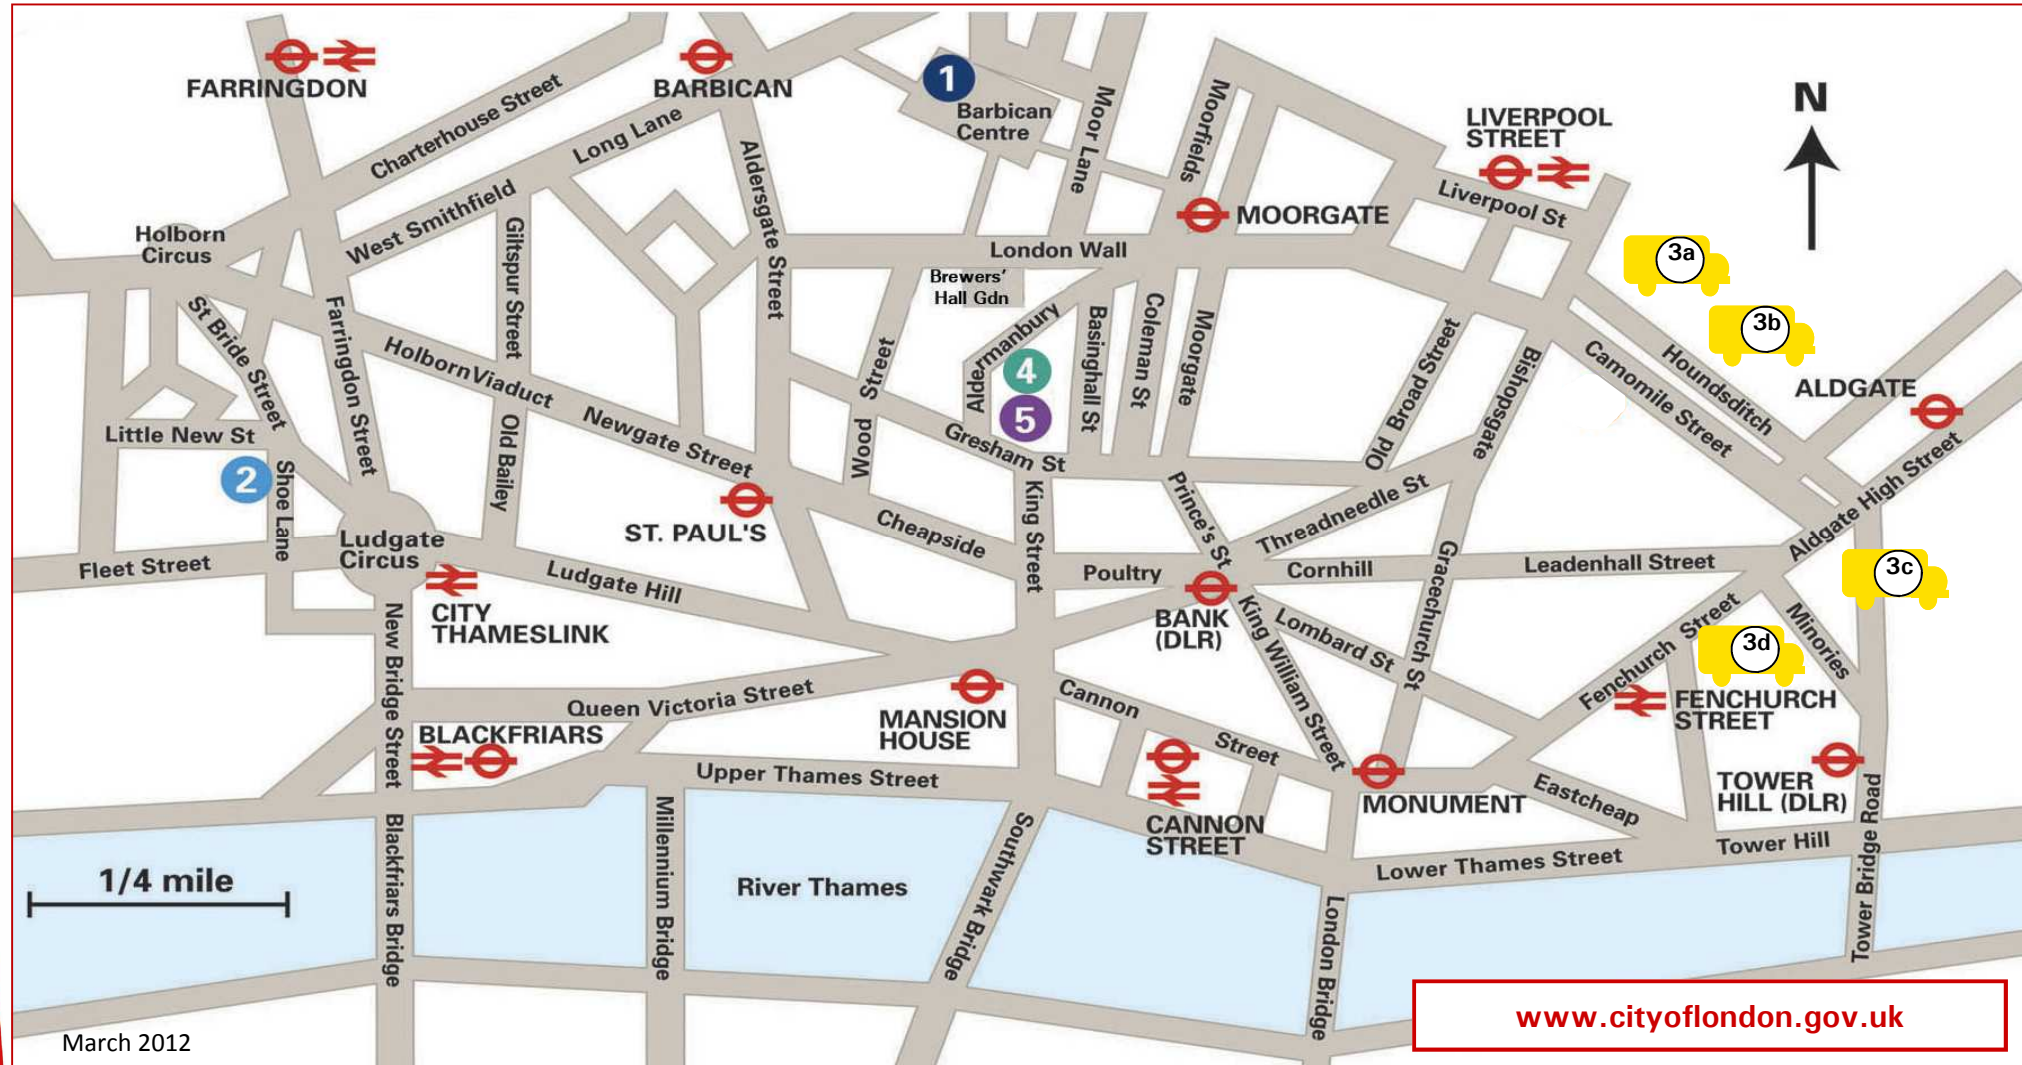 FARRINGDON
BARBICAN
1
Barbican
Centre
Charterhouse Street
Long Lane
West Smithfield
Aldersgate Street
Moor Lane
Moorfields
MOORGATE
LIVERPOOL
STREET
Liverpool St
N
Holborn
Circus
Giltspur Street
London Wall
Brewers'
Hall Gdn
3a
3b
St Bride Street
Farringdon Street
Holborn Viaduct
Old Bailey
Newgate Street
Wood Street
Aldermanbury
4
5
Basinghall St
Coleman St
Moorgate
Old Broad Street
Bishopsgate
Camomile Street
Houndsditch
ALDGATE
Aldgate High Street
Little New St
2
Shoe Lane
Gresham St
King Street
Prince's St
Threadneedle St
ST. PAUL'S
Cheapside
Fleet Street
Ludgate
Circus
Ludgate Hill
Poultry
Cornhill
Leadenhall Street
Gracechurch St
3c
CITY
THAMESLINK
BANK
(DLR)
King William Street
Lombard St
Fenchurch Street
Minories
3d
New Bridge Street
Queen Victoria Street
MANSION
HOUSE
Cannon Street
FENCHURCH
STREET
BLACKFRIARS
Upper Thames Street
CANNON
STREET
MONUMENT
Eastcheap
TOWER
HILL (DLR)
Tower Hill
Lower Thames Street
Tower Bridge Road
1/4 mile
Blackfriars Bridge
Millennium Bridge
River Thames
Southwark Bridge
London Bridge
www.cityoflondon.gov.uk
March 2012